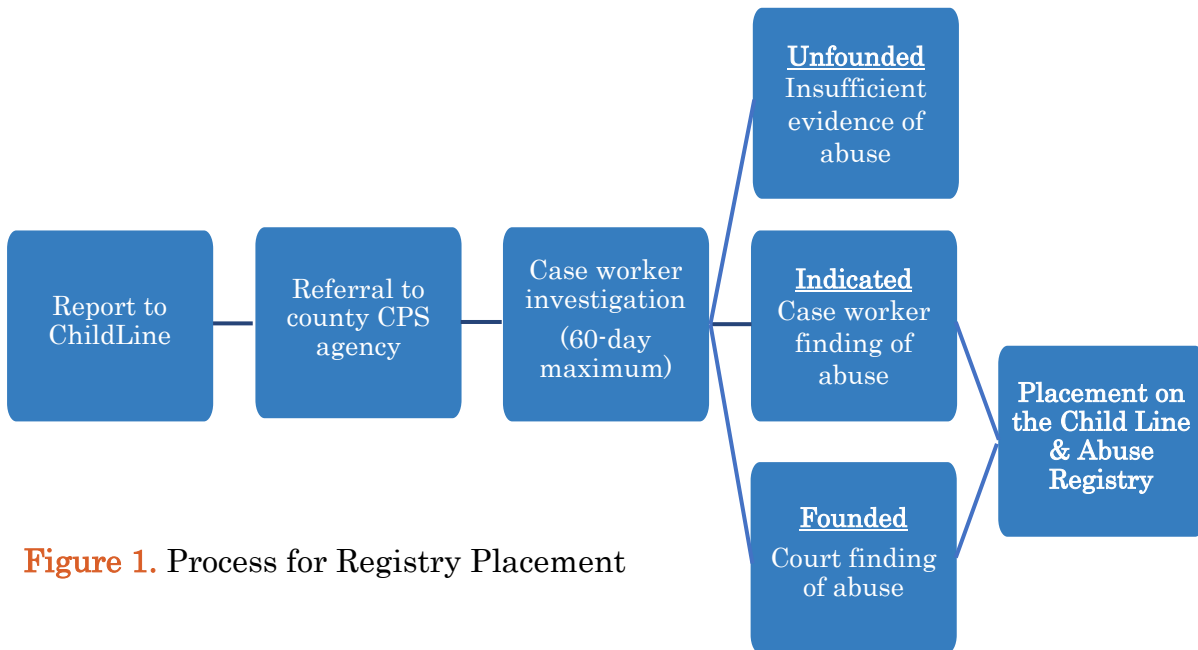 Report to
ChildLine
Referral to
county CPS
agency
Case worker
investigation
(60-day
maximum)
Unfounded
Insufficient
evidence of
abuse
Indicated
Case worker
finding of
abuse
Founded
Court finding
of abuse
Placement on
the Child Line
& Abuse
Registry
Figure 1. Process for Registry Placement